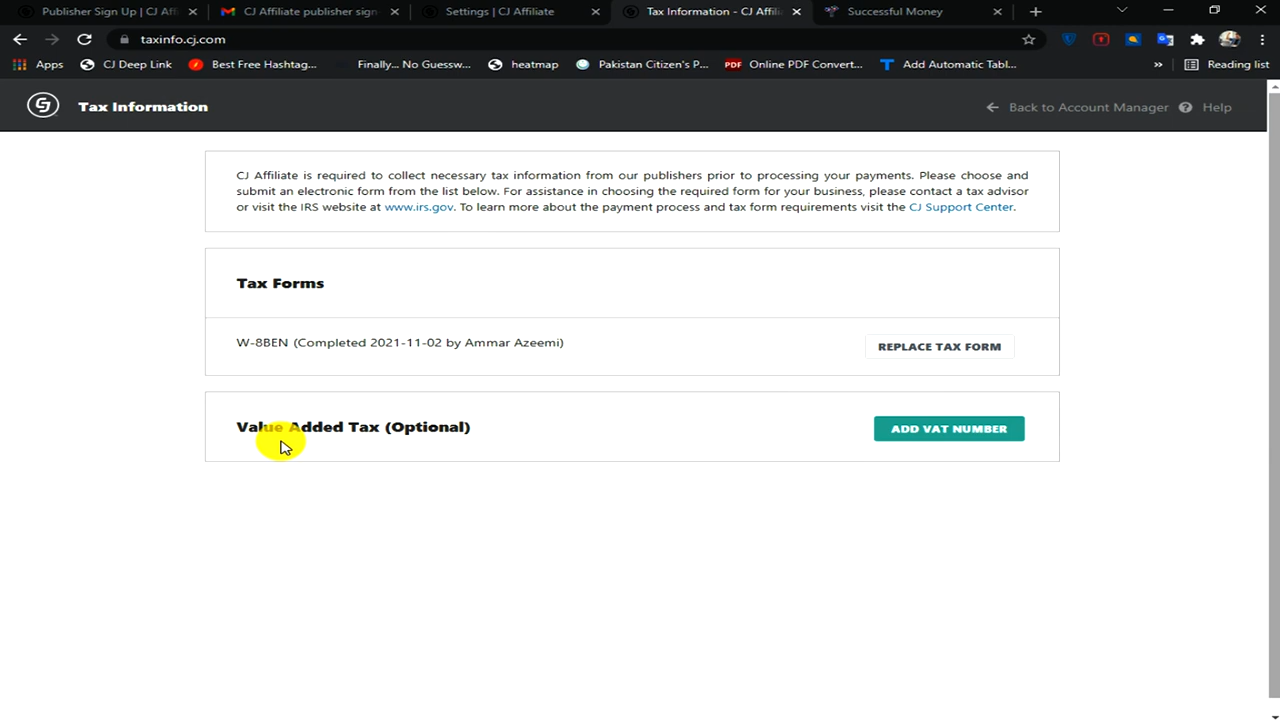 Publisher Sign Up | CJ Aff
CJ Affiliate publisher sign
Settings | CJ Affiliate
Tax Information - CJ Affili
Successful Money
taxinfo.cj.com
Apps
CJ Deep Link
Best Free Hashtag...
Finally... No Guessw...
heatmap
Pakistan Citizen's P...
PDF Online PDF Convert...
Add Automatic Tabl...
»
Reading list
Tax Information
Back to Account Manager
Help
CJ Affiliate is required to collect necessary tax information from our publishers prior to processing your payments. Please choose and
submit an electronic form from the list below. For assistance in choosing the required form for your business, please contact a tax advisor
or visit the IRS website at www.irs.gov. To learn more about the payment process and tax form requirements visit the CJ Support Center.
Tax Forms
W-8BEN (Completed 2021-11-02 by Ammar Azeemi)
REPLACE TAX FORM
Value Added Tax (Optional)
ADD VAT NUMBER